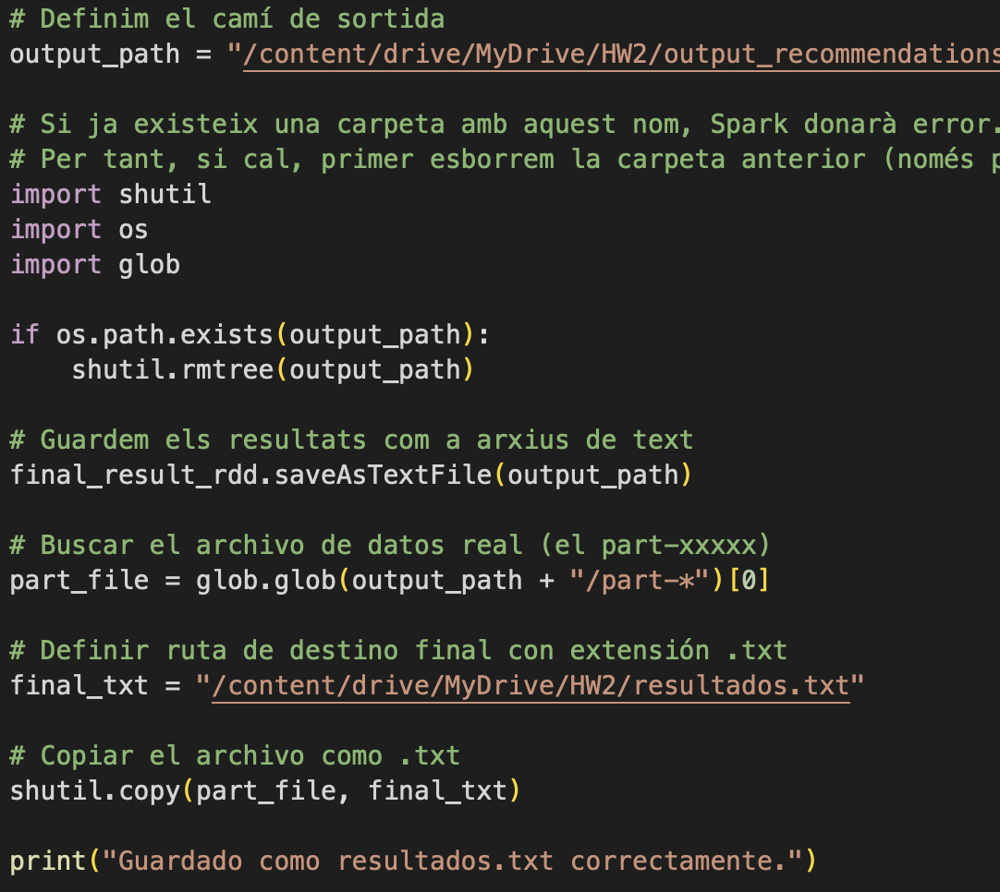 # Definim el camí de sortida
output_path = "/content/drive/MyDrive/HW2/output_recommendations
# Si ja existeix una carpeta amb aquest nom, Spark donarà error.
# Per tant, si cal, primer esborrem la carpeta anterior (només p
import shutil
import os
import glob
if os.path.exists(output_path):
    shutil.rmtree(output_path)
# Guardem els resultats com a arxius de text
final_result_rdd.saveAsTextFile(output_path)
# Buscar el archivo de datos real (el part-xxxxx)
part_file = glob.glob(output_path + "/part-*")[0]
# Definir ruta de destino final con extensión .txt
final_txt = "/content/drive/MyDrive/HW2/resultados.txt"
# Copiar el archivo como .txt
shutil.copy(part_file, final_txt)
print("Guardado como resultados.txt correctamente.")